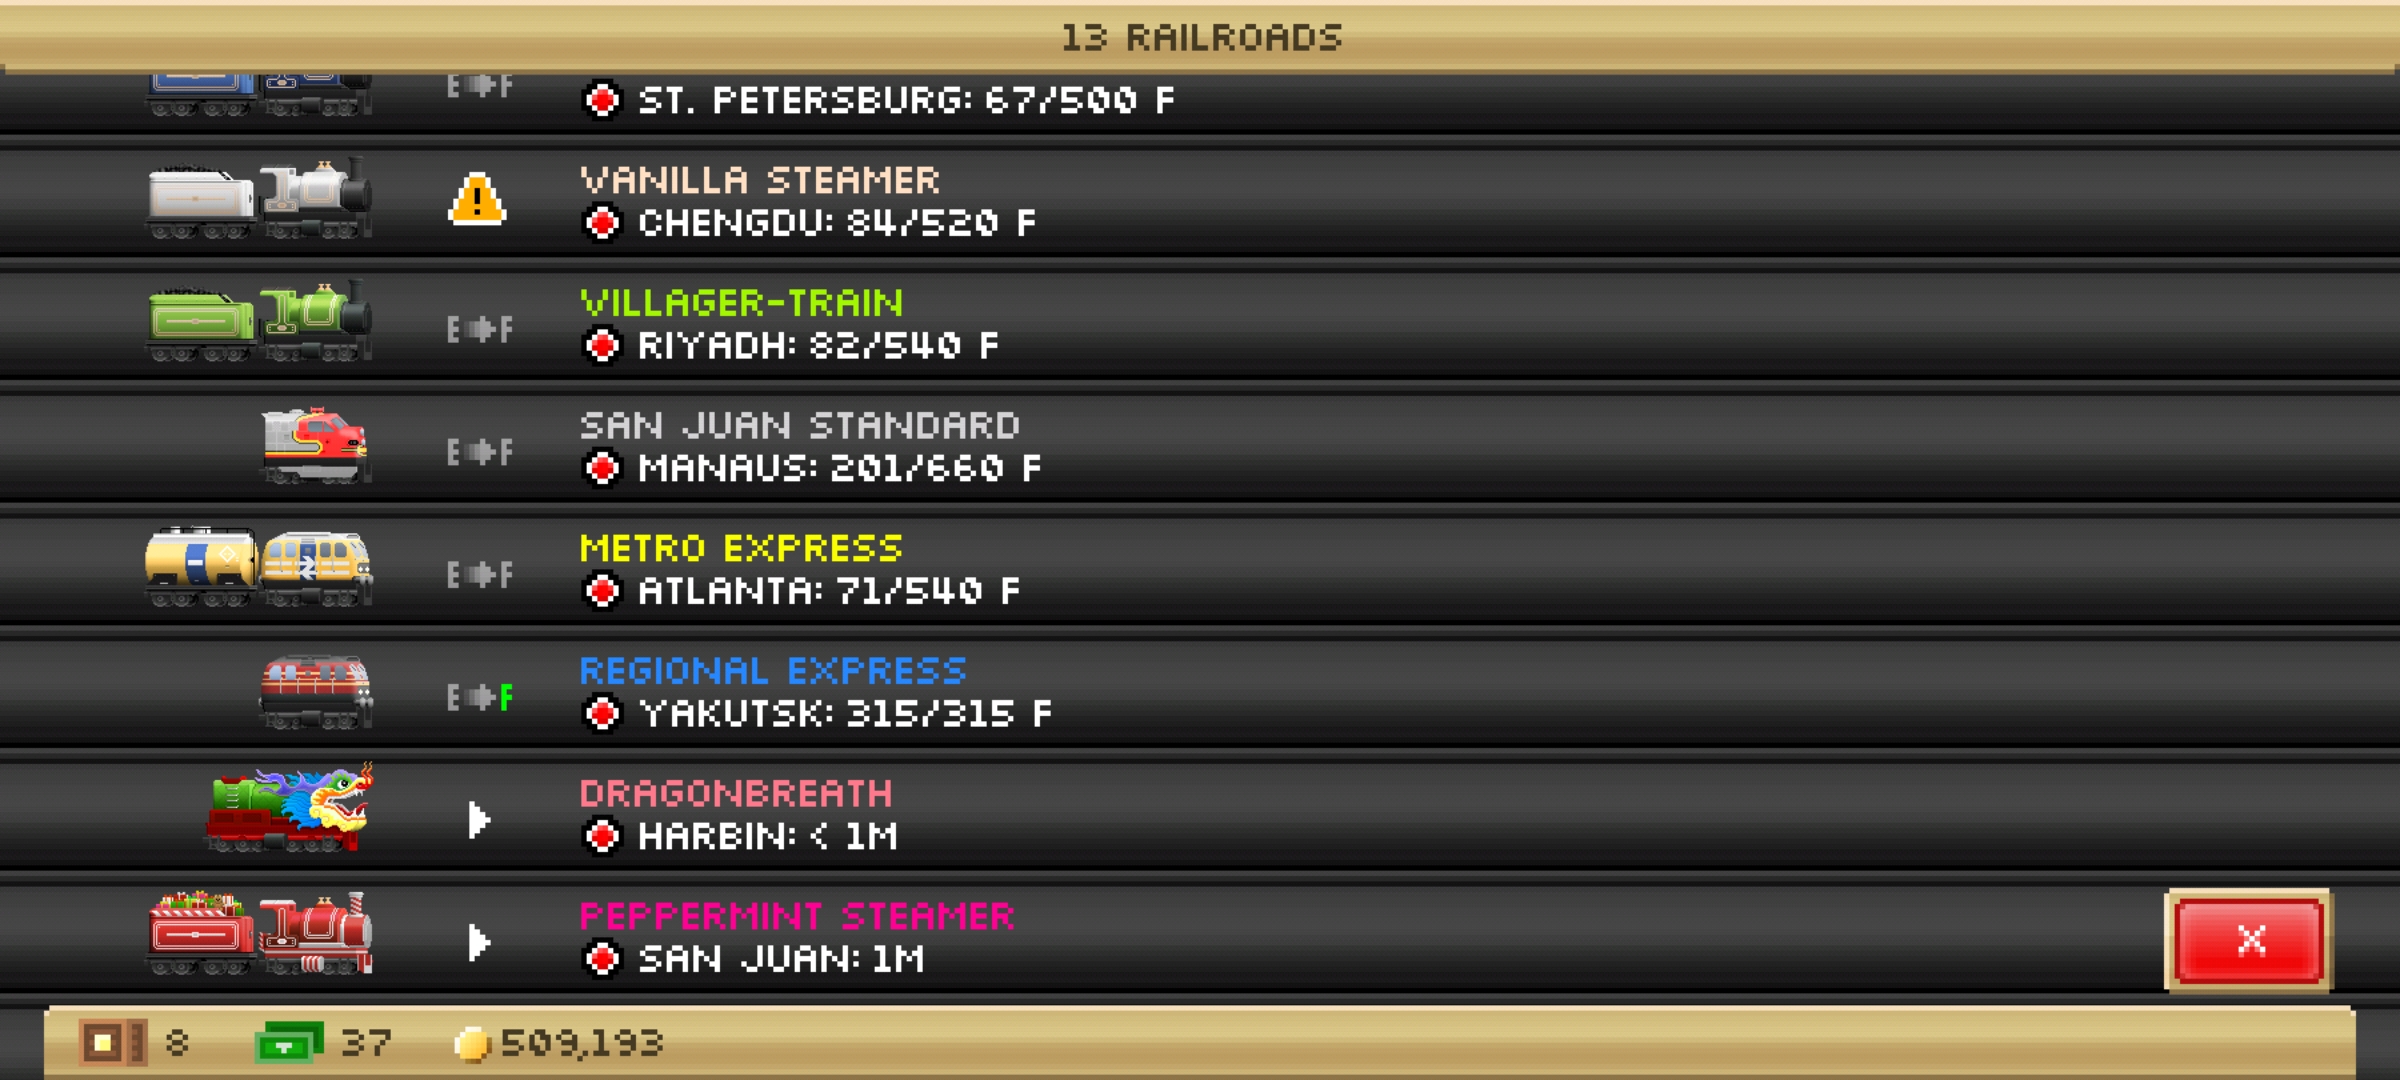 13 RAILROADS
E F
ST. PETERSBURG: 67/500 F
VANILLA STEAMER
CHENGDU: 84/520 F
VILLAGER-TRAIN
E F
RIYADH: 82/540 F
SAN JUAN STANDARD
E F
MANAUS: 201/660 F
METRO EXPRESS
E F
ATLANTA: 71/540 F
REGIONAL EXPRESS
E F
YAKUTSK: 315/315 F
DRAGONBREATH
HARBIN: < 1M
PEPPERMINT STEAMER
SAN JUAN: 1M
X
8 37 509,193